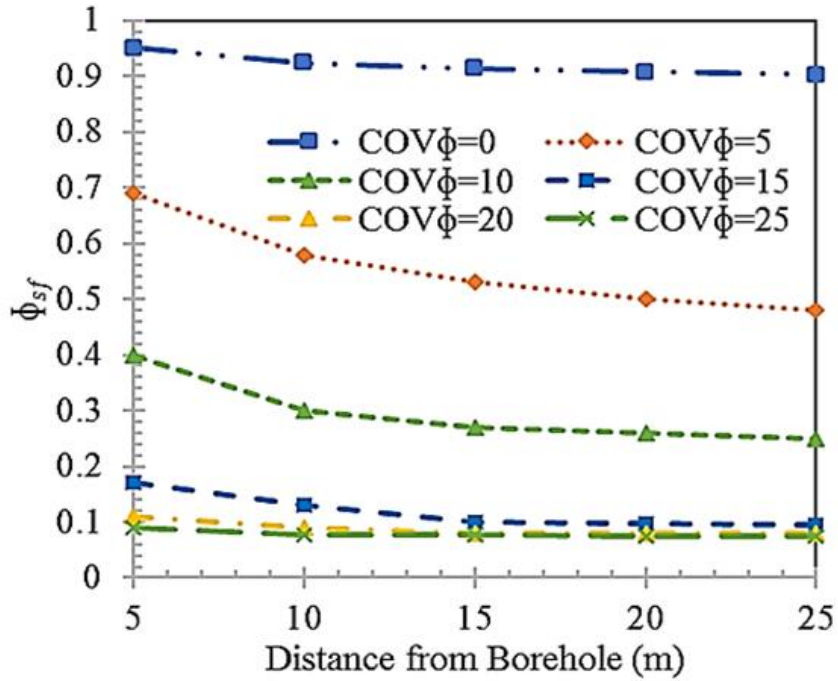 1
0.9
0.8
0.7
0.6
0.5
0.4
0.3
0.2
0.1
0
ϕsf
COVϕ=0 COVϕ=5
COVϕ=10 COVϕ=15
COVϕ=20 COVϕ=25
5 10 15 20 25
Distance from Borehole (m)